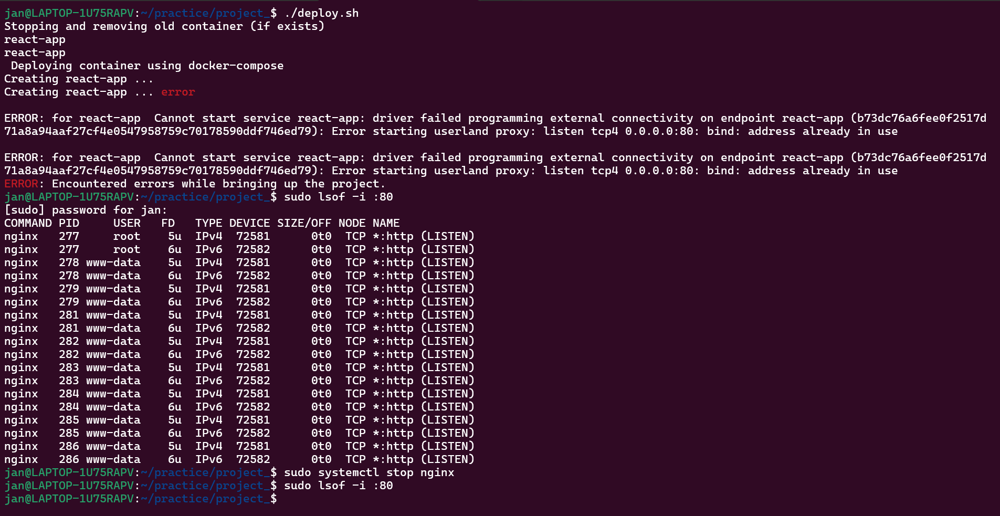 jan@LAPTOP-1U75RAPV:~/practice/project_$ ./deploy.sh
Stopping and removing old container (if exists)
react-app
react-app
 Deploying container using docker-compose
Creating react-app ...
Creating react-app ... error

ERROR: for react-app  Cannot start service react-app: driver failed programming external connectivity on endpoint react-app (b73dc76a6fee0f2517d
71a8a94aaf27cf4e0547958759c70178590ddf746ed79): Error starting userland proxy: listen tcp4 0.0.0.0:80: bind: address already in use

ERROR: for react-app  Cannot start service react-app: driver failed programming external connectivity on endpoint react-app (b73dc76a6fee0f2517d
71a8a94aaf27cf4e0547958759c70178590ddf746ed79): Error starting userland proxy: listen tcp4 0.0.0.0:80: bind: address already in use
ERROR: Encountered errors while bringing up the project.
jan@LAPTOP-1U75RAPV:~/practice/project_$ sudo lsof -i :80
[sudo] password for jan:
COMMAND PID     USER   FD   TYPE DEVICE SIZE/OFF NODE NAME
nginx   277     root    5u  IPv4  72581      0t0  TCP *:http (LISTEN)
nginx   277     root    6u  IPv6  72582      0t0  TCP *:http (LISTEN)
nginx   278 www-data    5u  IPv4  72581      0t0  TCP *:http (LISTEN)
nginx   278 www-data    6u  IPv6  72582      0t0  TCP *:http (LISTEN)
nginx   279 www-data    5u  IPv4  72581      0t0  TCP *:http (LISTEN)
nginx   279 www-data    6u  IPv6  72582      0t0  TCP *:http (LISTEN)
nginx   281 www-data    5u  IPv4  72581      0t0  TCP *:http (LISTEN)
nginx   281 www-data    6u  IPv6  72582      0t0  TCP *:http (LISTEN)
nginx   282 www-data    5u  IPv4  72581      0t0  TCP *:http (LISTEN)
nginx   282 www-data    6u  IPv6  72582      0t0  TCP *:http (LISTEN)
nginx   283 www-data    5u  IPv4  72581      0t0  TCP *:http (LISTEN)
nginx   283 www-data    6u  IPv6  72582      0t0  TCP *:http (LISTEN)
nginx   284 www-data    5u  IPv4  72581      0t0  TCP *:http (LISTEN)
nginx   284 www-data    6u  IPv6  72582      0t0  TCP *:http (LISTEN)
nginx   285 www-data    5u  IPv4  72581      0t0  TCP *:http (LISTEN)
nginx   285 www-data    6u  IPv6  72582      0t0  TCP *:http (LISTEN)
nginx   286 www-data    5u  IPv4  72581      0t0  TCP *:http (LISTEN)
nginx   286 www-data    6u  IPv6  72582      0t0  TCP *:http (LISTEN)
jan@LAPTOP-1U75RAPV:~/practice/project_$ sudo systemctl stop nginx
jan@LAPTOP-1U75RAPV:~/practice/project_$ sudo lsof -i :80
jan@LAPTOP-1U75RAPV:~/practice/project_$